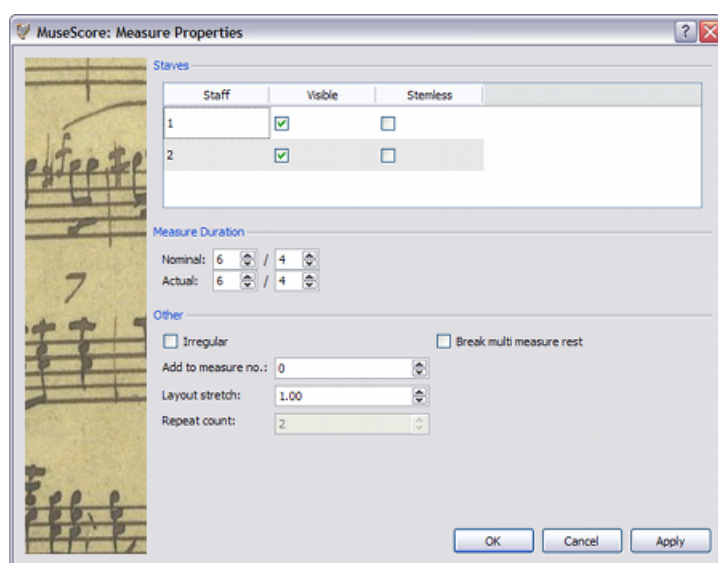 MuseScore: Measure Properties
Staves
Staff Visible Stemless
1
2
Measure Duration
Nominal: 6 / 4
Actual: 6 / 4
Other
Irregular Break multi measure rest
Add to measure no.: 0
Layout stretch: 1.00
Repeat count: 2
7
OK Cancel Apply